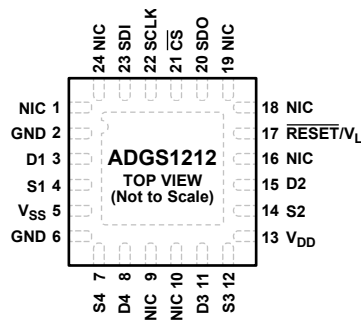 24 NIC
23 SDI
22 SCLK
21 CS
20 SDO
19 NIC
NIC 1
GND 2
D1 3
S1 4
VSS 5
GND 6
ADGS1212
TOP VIEW
(Not to Scale)
18 NIC
17 RESET/VL
16 NIC
15 D2
14 S2
13 VDD
S4 7
D4 8
NIC 9
NIC 10
D3 11
S3 12